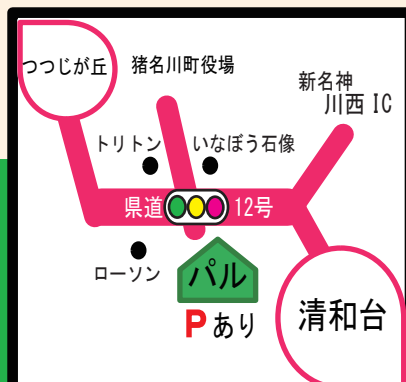 つつじが丘
猪名川町役場
新名神
川西 IC
トリトン
いなぼう石像
県道
12号
ローソン
パル
Pあり
清和台